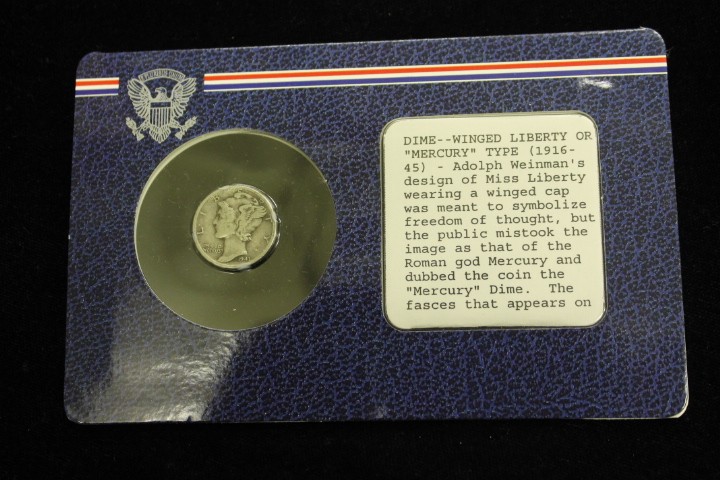 DIME--WINGED LIBERTY OR
"MERCURY" TYPE (1916-
45) - Adolph Weinman's
design of Miss Liberty
wearing a winged cap
was meant to symbolize
freedom of thought, but
the public mistook the
image as that of the
Roman god Mercury and
dubbed the coin the
"Mercury" Dime. The
fasces that appears on